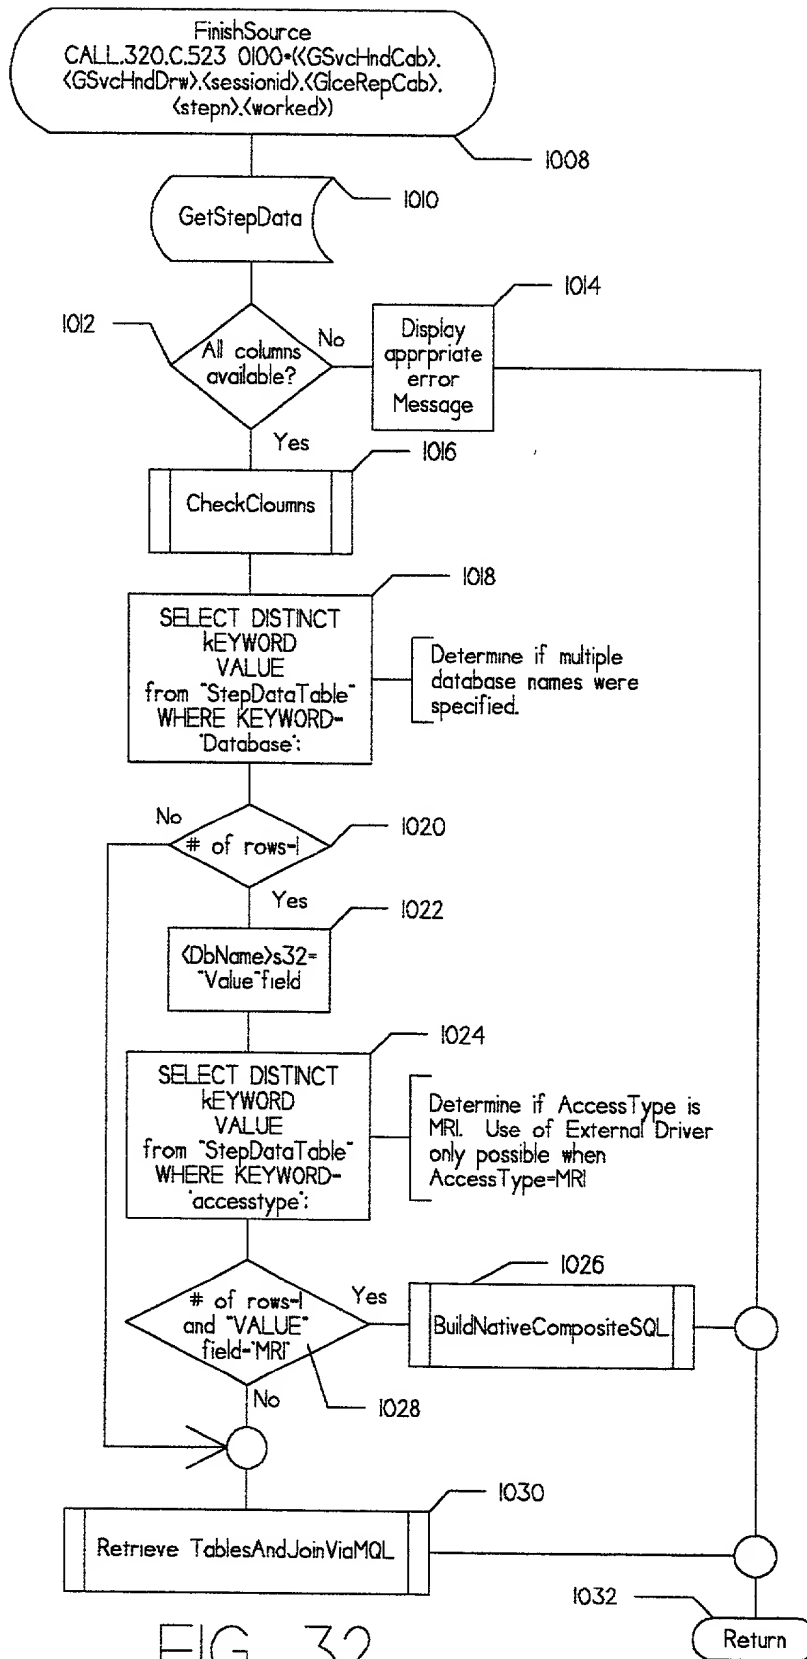 FinishSource
CALL.320.C.523 0100•(<GSvcHndCab>.
<GSvcHndDrw>.<sessionid>.<GIceRepCab>.
<stepn>.<worked>)
1008
GetStepData
1010
1012
All columns
available?
No
1014
Display
apprpriate
error
Message
Yes
1016
CheckCloumns
1018
SELECT DISTINCT
kEYWORD
VALUE
from "StepDataTable"
WHERE KEYWORD=
"Database":
Determine if multiple
database names were
specified.
No
# of rows=1
1020
Yes
1022
<DbName>s32=
"Value"field
1024
SELECT DISTINCT
kEYWORD
VALUE
from "StepDataTable"
WHERE KEYWORD=
"accesstype":
Determine if AccessType is
MRI. Use of External Driver
only possible when
AccessType=MRI
# of rows=1
and "VALUE"
field="MRI"
Yes
1026
BuildNativeCompositeSQL
No
1028
1030
Retrieve TablesAndJoinViaMQL
1032
Return
FIG. 32